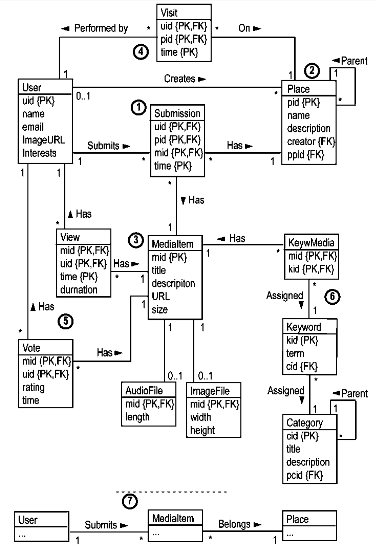 Visit
uid {PK,FK}
pid {PK,FK}
time {PK}
◄ Performed by
*
*
On ►
4
1
1
User
uid {PK}
name
email
ImageURL
Interests
Creates ►
0..1
*
2
Place
pid {PK}
name
description
creator {FK}
ppid {FK}
1
◄ Parent
*
1
Submission
uid {PK,FK}
pid {PK,FK}
mid {PK,FK}
time {PK}
1
Submits ►
*
*
Has ►
1
1
1
*
▼ Has
1
*
▲ Has
View
mid {PK,FK}
uid {PK,FK}
time {PK}
durnation
Has ►
*
1
3
MediaItem
mid {PK}
title
descripiton
URL
size
1
◄ Has
*
KeywMedia
mid {PK,FK}
kid {PK,FK}
*
Assigned
▼
6
1
Keyword
kid {PK}
term
cid {FK}
*
Assigned
▼
1
◄ Parent
1
Category
cid {PK}
title
description
pcid {FK}
*
▲ Has
5
*
Vote
mid {PK,FK}
uid {PK,FK}
rating
time
Has ►
*
1
1
1
0..1
0..1
AudioFile
mid {PK,FK}
length
ImageFile
mid {PK,FK}
width
height
7
User
...
Submits ►
1
*
MediaItem
...
Belongs ►
*
1
Place
...